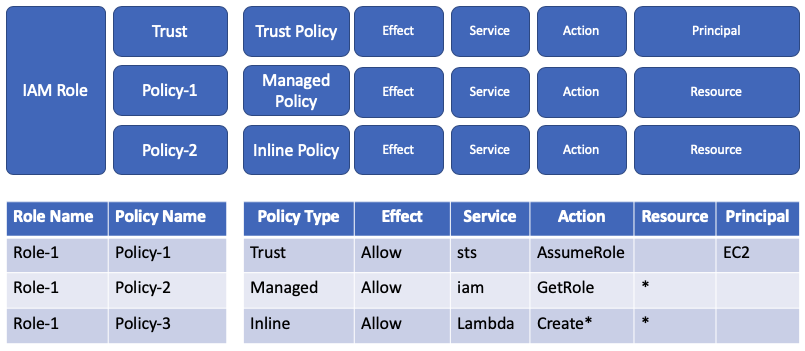 IAM Role
Trust
Trust Policy
Effect
Service
Action
Principal
Policy-1
Managed
Policy
Effect
Service
Action
Resource
Policy-2
Inline Policy
Effect
Service
Action
Resource
Role Name Policy Name Policy Type Effect Service Action Resource Principal
Role-1 Policy-1 Trust Allow sts AssumeRole EC2
Role-1 Policy-2 Managed Allow iam GetRole *
Role-1 Policy-3 Inline Allow Lambda Create* *